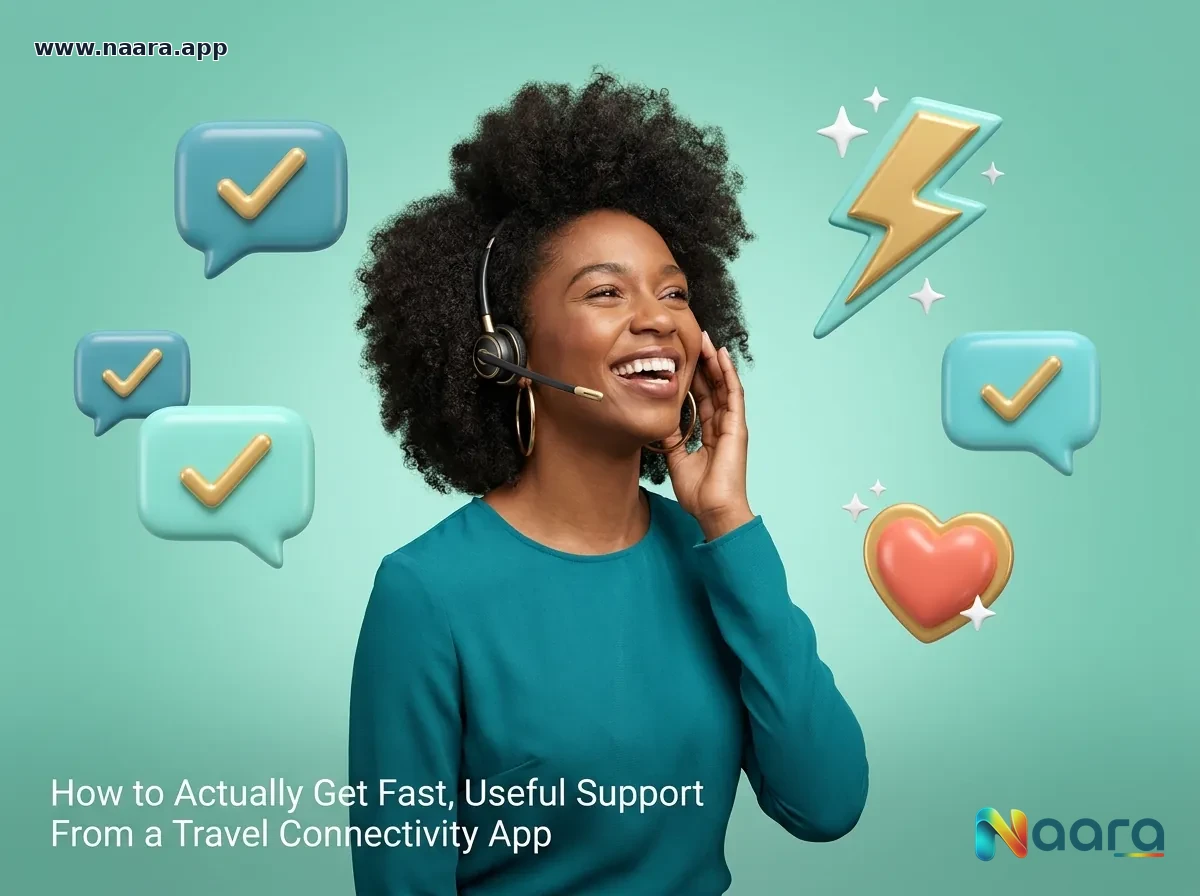 www.naara.app
How to Actually Get Fast, Useful Support
From a Travel Connectivity App
Naara